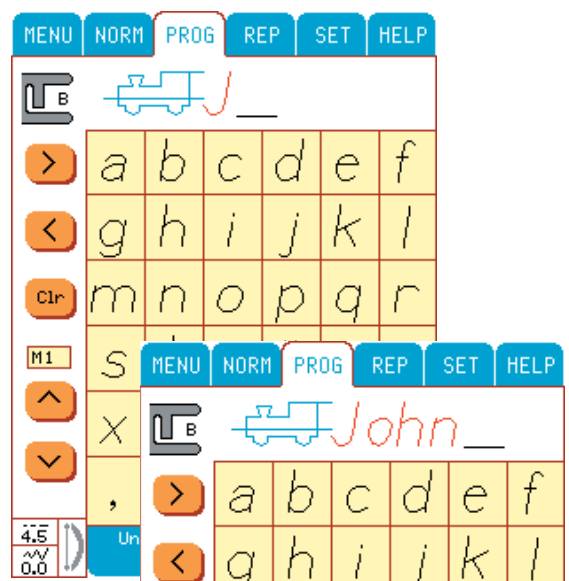 MENU NORM PROG REP SET HELP
B J_
> a b c d e f
< g h i j k l
Clr m n o p q r
M1 s
x
,
4.5
0.0
Un
MENU NORM PROG REP SET HELP
B John_
> a b c d e f
< g h i j k l